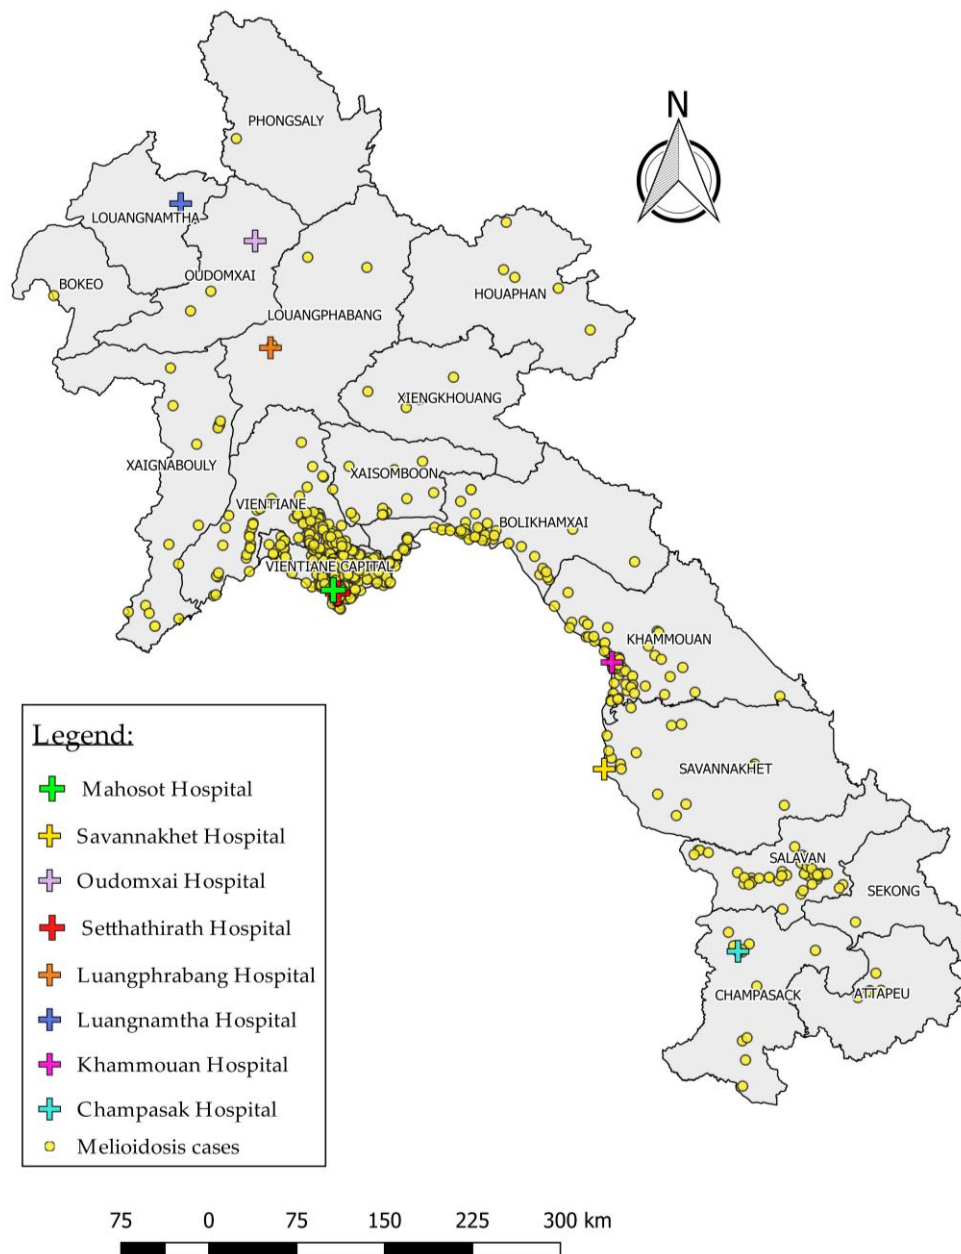 N
PHONGSALY
LOUANGNAMTHA
BOKEO
OUDOMXAI
LOUANGPHABANG
HOUAPHAN
XIENGKHOUANG
XAIGNABOULY
XAISOMBOON
VIENTIANE
BOLIKHAMXAI
VIENTIANE CAPITAL
KHAMMOUAN
SAVANNAKHET
SALAVAN
SEKONG
CHAMPASACK
ATTAPEU
Legend:
Mahosot Hospital
Savannakhet Hospital
Oudomxai Hospital
Setthathirath Hospital
Luangphrabang Hospital
Luangnamtha Hospital
Khammouan Hospital
Champasak Hospital
Melioidosis cases
75 0 75 150 225 300 km